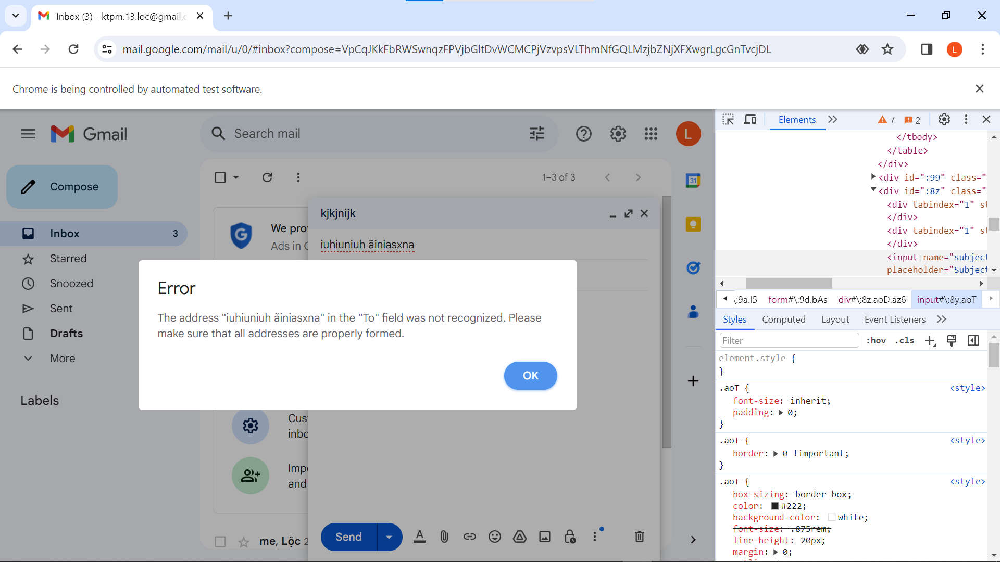 Inbox (3) - ktpm.13.loc@gmail.c
mail.google.com/mail/u/0/#inbox?compose=VpCqJKkFbRWSwnqzFPVjbGltDvWCMCPjVzvpsVLThmNfGQLMzjbZNjXFXwgrLgcGnTvcjDL
L
Chrome is being controlled by automated test software.
Gmail
Search mail
L
Compose
1–3 of 3
Inbox
3
Starred
Snoozed
Sent
Drafts
More
Labels
31
We prot
Ads in G
kjkjnijk
iuhiuniuh ãiniasxna
Error
The address "iuhiuniuh ãiniasxna" in the "To" field was not recognized. Please
make sure that all addresses are properly formed.
OK
Cust
inbo
Impo
and
me, Lộc 2
Send
Elements
7
2
</tbody>
</table>
</div>
<div id=":99" class="
<div id=":8z" class="
<div tabindex="1" st
</div>
<div tabindex="1" st
</div>
<input name="subject
placeholder="Subject
\:9a.I5
form#\:9d.bAs
div#\:8z.aoD.az6
input#\:8y.aoT
Styles
Computed
Layout
Event Listeners
Filter
:hov
.cls
element.style {
}
.aoT {
<style>
font-size: inherit;
padding: 0;
}
.aoT {
<style>
border: 0 !important;
}
.aoT {
<style>
box-sizing: border-box;
color: #222;
background-color: white;
font-size: .875rem;
line-height: 20px;
margin: 0;